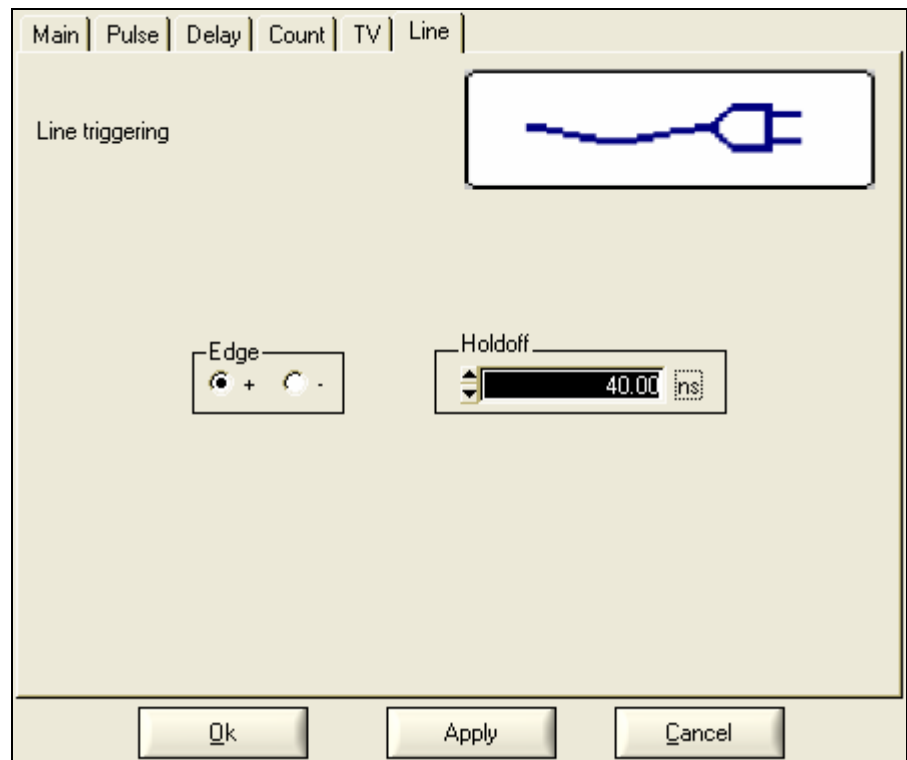 Main Pulse Delay Count TV Line
Line triggering
Edge
+ -
Holdoff
40.00 ns
Ok Apply Cancel